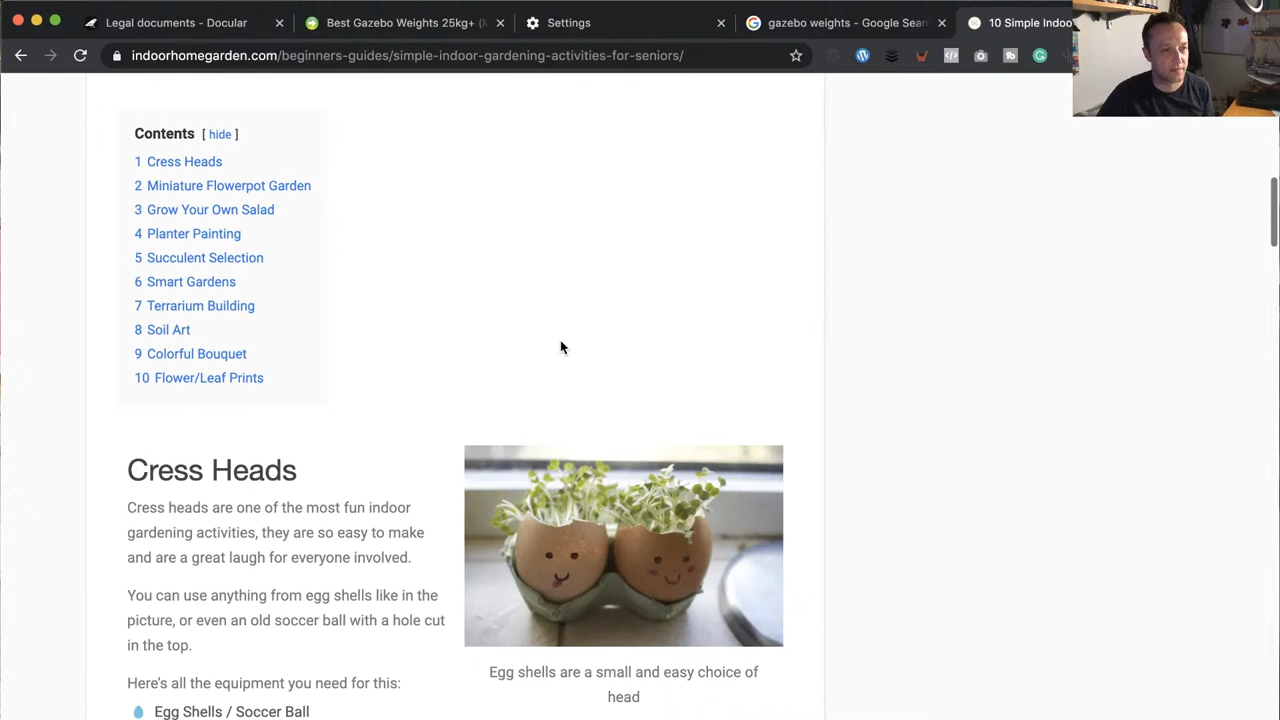 Legal documents - Docular
Best Gazebo Weights 25kg+ (
Settings
gazebo weights - Google Sear
10 Simple Indoo
indoorhomegarden.com/beginners-guides/simple-indoor-gardening-activities-for-seniors/
Contents [ hide ]
1 Cress Heads
2 Miniature Flowerpot Garden
3 Grow Your Own Salad
4 Planter Painting
5 Succulent Selection
6 Smart Gardens
7 Terrarium Building
8 Soil Art
9 Colorful Bouquet
10 Flower/Leaf Prints
Cress Heads
Cress heads are one of the most fun indoor
gardening activities, they are so easy to make
and are a great laugh for everyone involved.
You can use anything from egg shells like in the
picture, or even an old soccer ball with a hole cut
in the top.
Here's all the equipment you need for this:
Egg Shells / Soccer Ball
Egg shells are a small and easy choice of
head